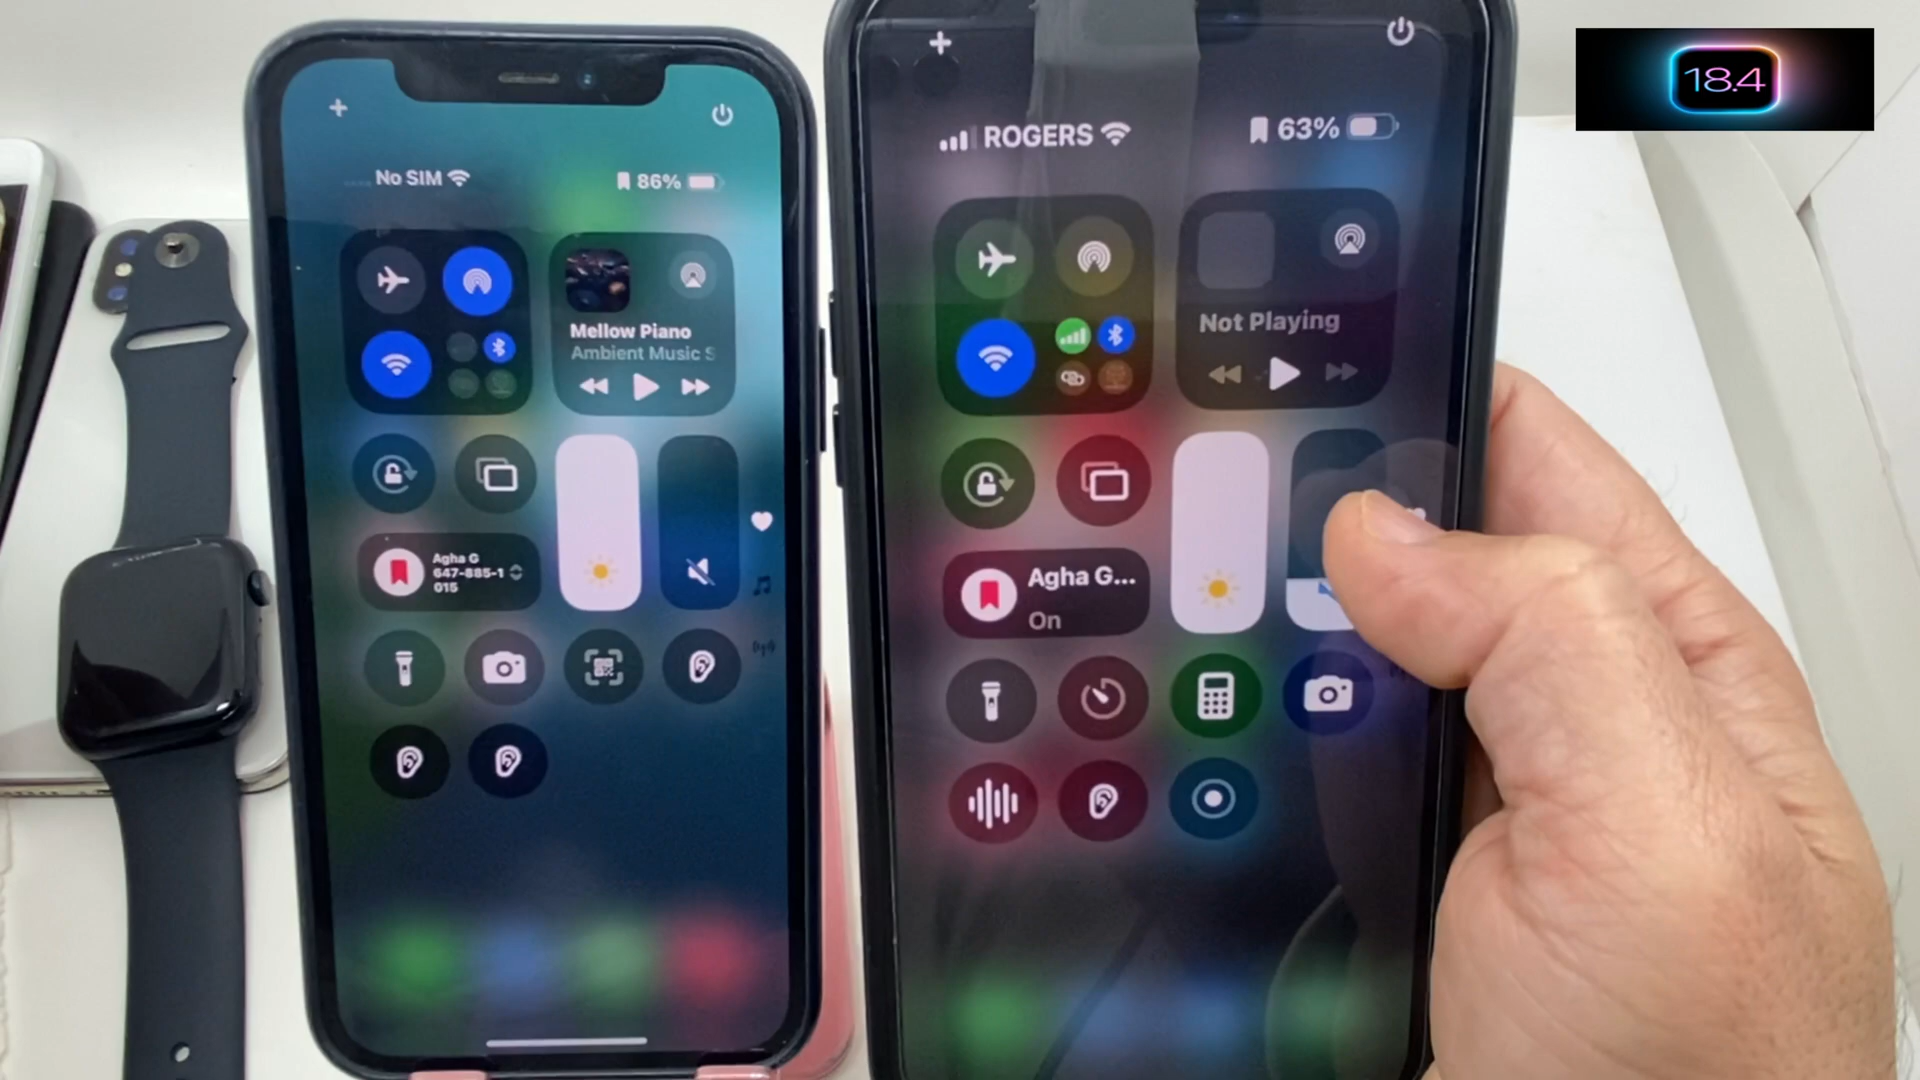 18.4
No SIM
86%
Mellow Piano
Ambient Music S
Agha G
647-885-1
015
ROGERS
63%
Not Playing
Agha G...
On